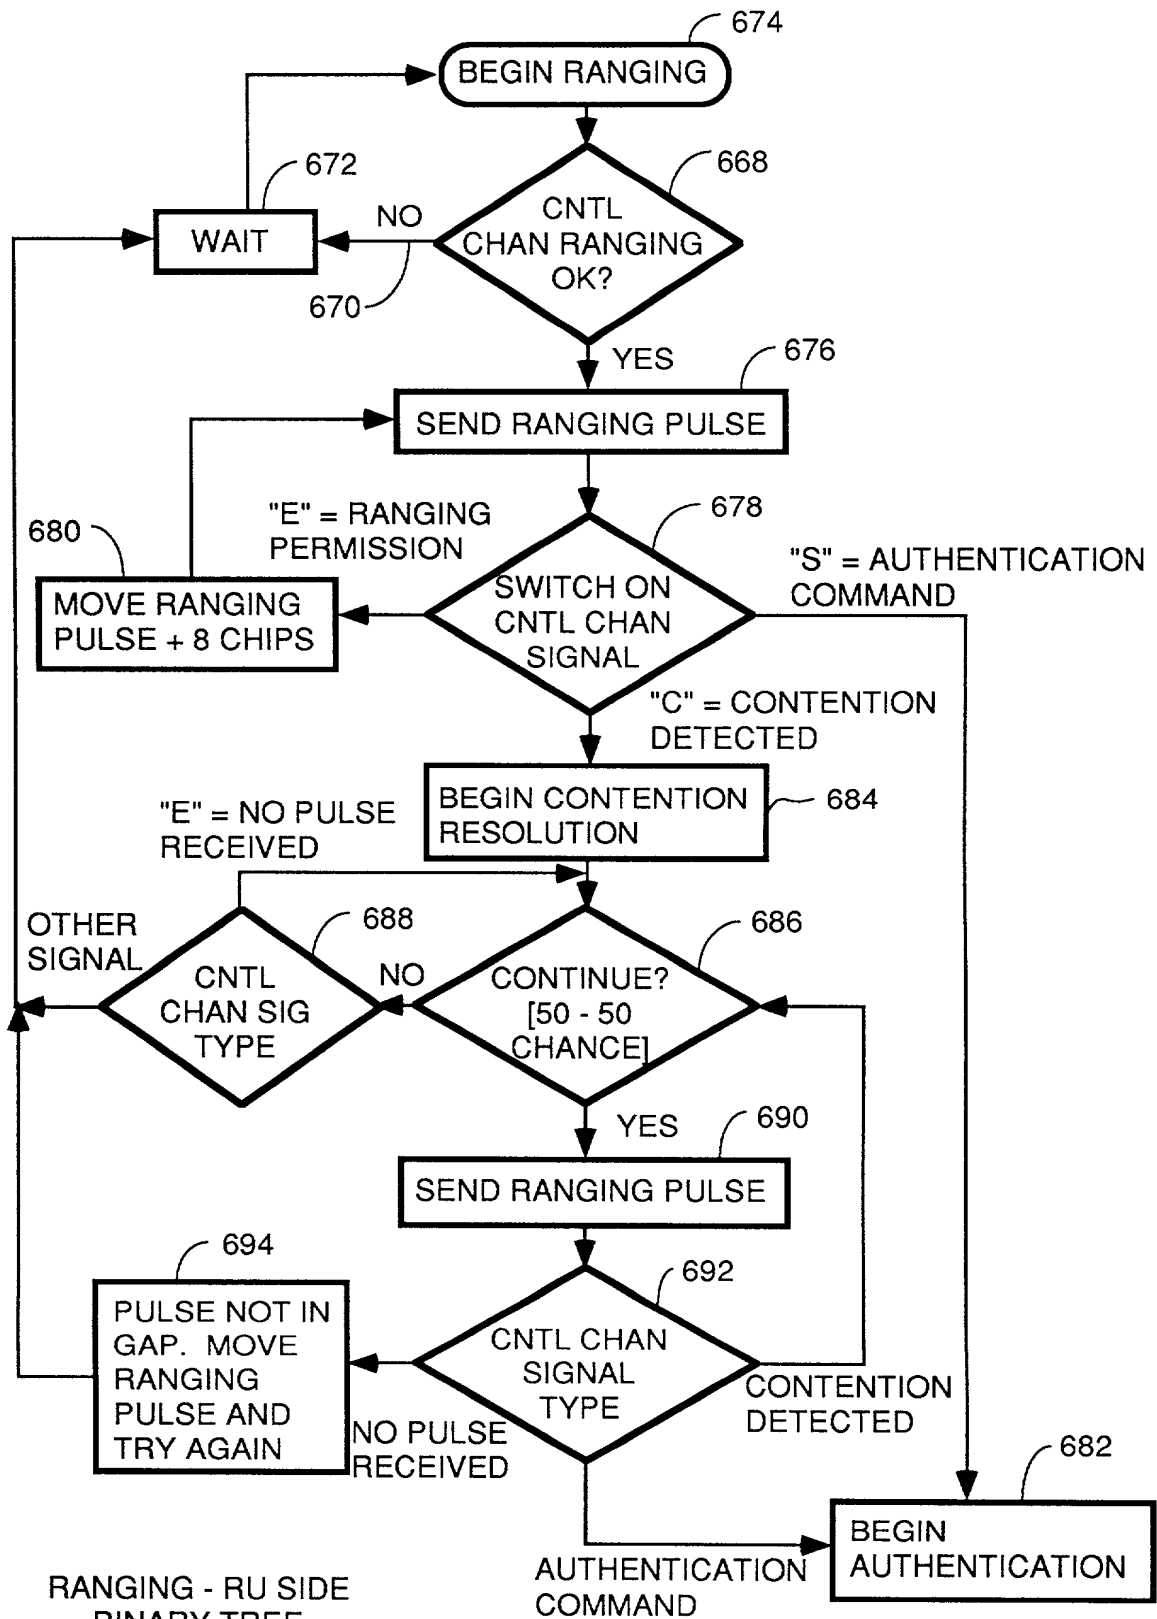 674
BEGIN RANGING
672
668
WAIT
NO
CNTL
CHAN RANGING
OK?
670
YES
676
SEND RANGING PULSE
"E" = RANGING
PERMISSION
678
680
"S" = AUTHENTICATION
COMMAND
MOVE RANGING
PULSE + 8 CHIPS
SWITCH ON
CNTL CHAN
SIGNAL
"C" = CONTENTION
DETECTED
BEGIN CONTENTION
RESOLUTION
684
"E" = NO PULSE
RECEIVED
OTHER
SIGNAL
688
686
CNTL
CHAN SIG
TYPE
NO
CONTINUE?
[50 - 50
CHANCE]
YES
690
SEND RANGING PULSE
694
692
PULSE NOT IN
GAP. MOVE
RANGING
PULSE AND
TRY AGAIN
CNTL CHAN
SIGNAL
TYPE
CONTENTION
DETECTED
NO PULSE
RECEIVED
682
BEGIN
AUTHENTICATION
AUTHENTICATION
COMMAND
RANGING - RU SIDE
BINARY TREE